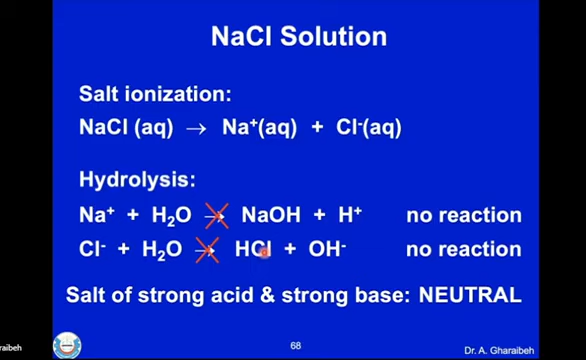 NaCl Solution
Salt ionization:
NaCl (aq) → Na⁺(aq) + Cl⁻(aq)
Hydrolysis:
Na⁺ + H₂O → NaOH + H⁺ no reaction
Cl⁻ + H₂O → HCl + OH⁻ no reaction
Salt of strong acid & strong base: NEUTRAL
raibeh
68
Dr. A. Gharaibeh